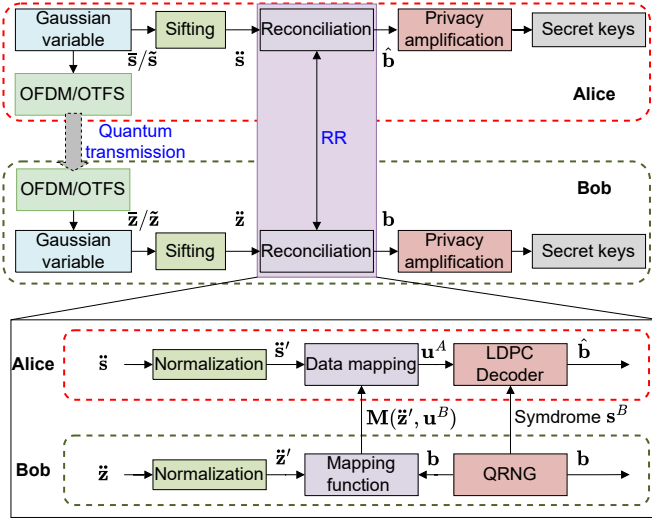 Gaussian variable
Sifting
Reconciliation
Privacy amplification
Secret keys
s̄/s̃
s̈
b̂
OFDM/OTFS
Alice
Quantum transmission
RR
OFDM/OTFS
Bob
z̄/z̃
z̈
b
Gaussian variable
Sifting
Reconciliation
Privacy amplification
Secret keys
Alice
s̈
Normalization
s̈′
Data mapping
u^A
LDPC Decoder
b̂
M(z̈′, u^B)
Symdrome s^B
Bob
z̈
Normalization
z̈′
Mapping function
b
QRNG
b